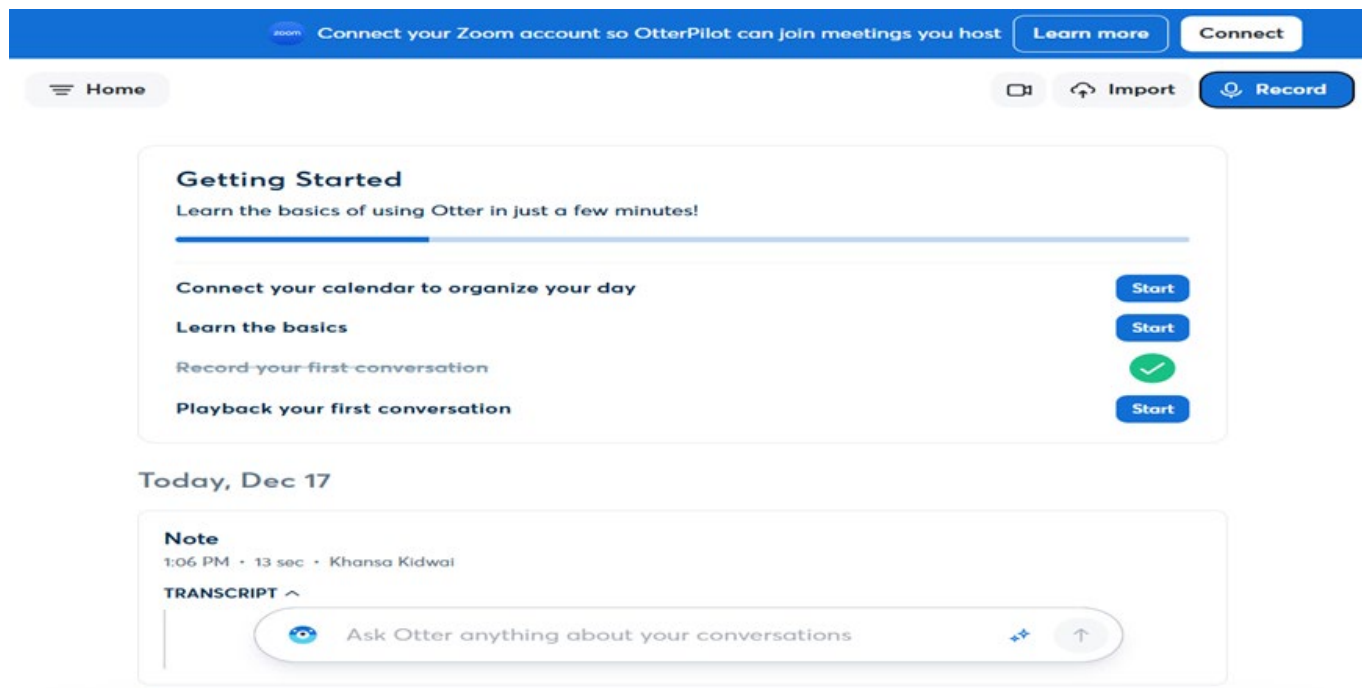 zoom Connect your Zoom account so OtterPilot can join meetings you host Learn more Connect
Home Import Record
Getting Started
Learn the basics of using Otter in just a few minutes!
Connect your calendar to organize your day Start
Learn the basics Start
Record your first conversation
Playback your first conversation Start
Today, Dec 17
Note
1:06 PM · 13 sec · Khansa Kidwai
TRANSCRIPT
Ask Otter anything about your conversations